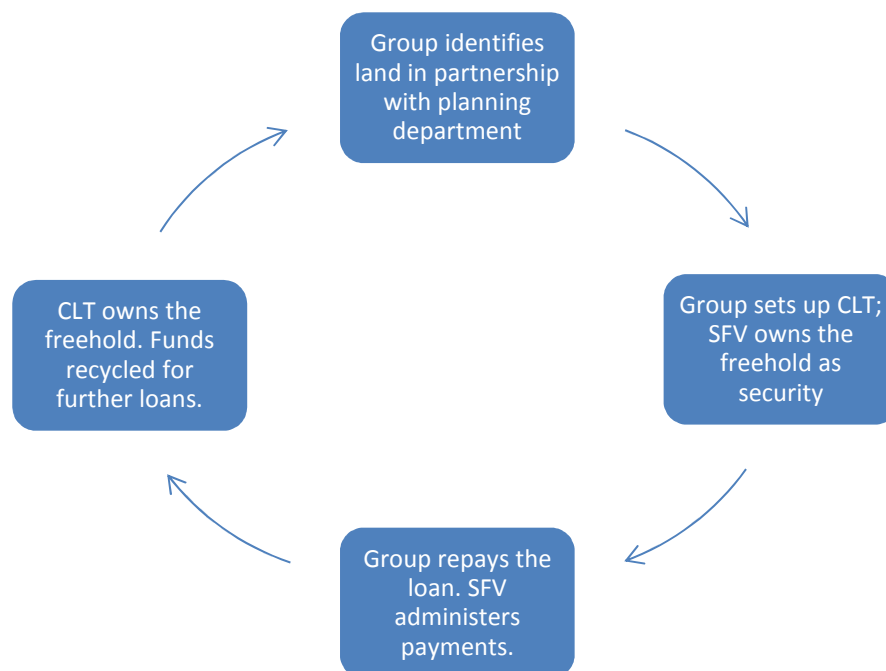 Group identifies
land in partnership
with planning
department
Group sets up CLT;
SFV owns the
freehold as
security
Group repays the
loan. SFV
administers
payments.
CLT owns the
freehold. Funds
recycled for
further loans.